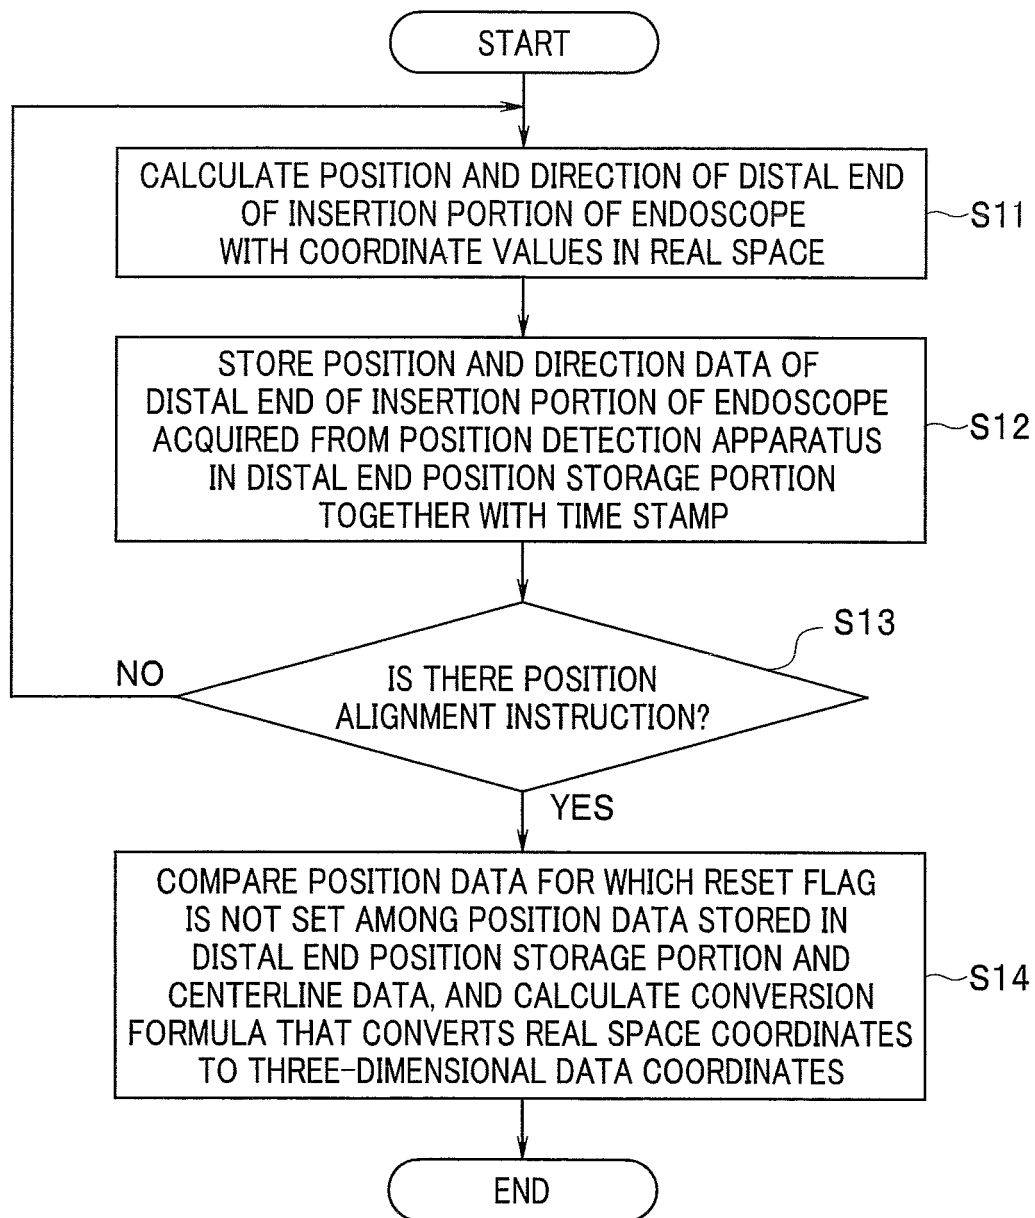 START
CALCULATE POSITION AND DIRECTION OF DISTAL END
OF INSERTION PORTION OF ENDOSCOPE
WITH COORDINATE VALUES IN REAL SPACE
S11
STORE POSITION AND DIRECTION DATA OF
DISTAL END OF INSERTION PORTION OF ENDOSCOPE
ACQUIRED FROM POSITION DETECTION APPARATUS
IN DISTAL END POSITION STORAGE PORTION
TOGETHER WITH TIME STAMP
S12
S13
NO
IS THERE POSITION
ALIGNMENT INSTRUCTION?
YES
COMPARE POSITION DATA FOR WHICH RESET FLAG
IS NOT SET AMONG POSITION DATA STORED IN
DISTAL END POSITION STORAGE PORTION AND
CENTERLINE DATA, AND CALCULATE CONVERSION
FORMULA THAT CONVERTS REAL SPACE COORDINATES
TO THREE-DIMENSIONAL DATA COORDINATES
S14
END